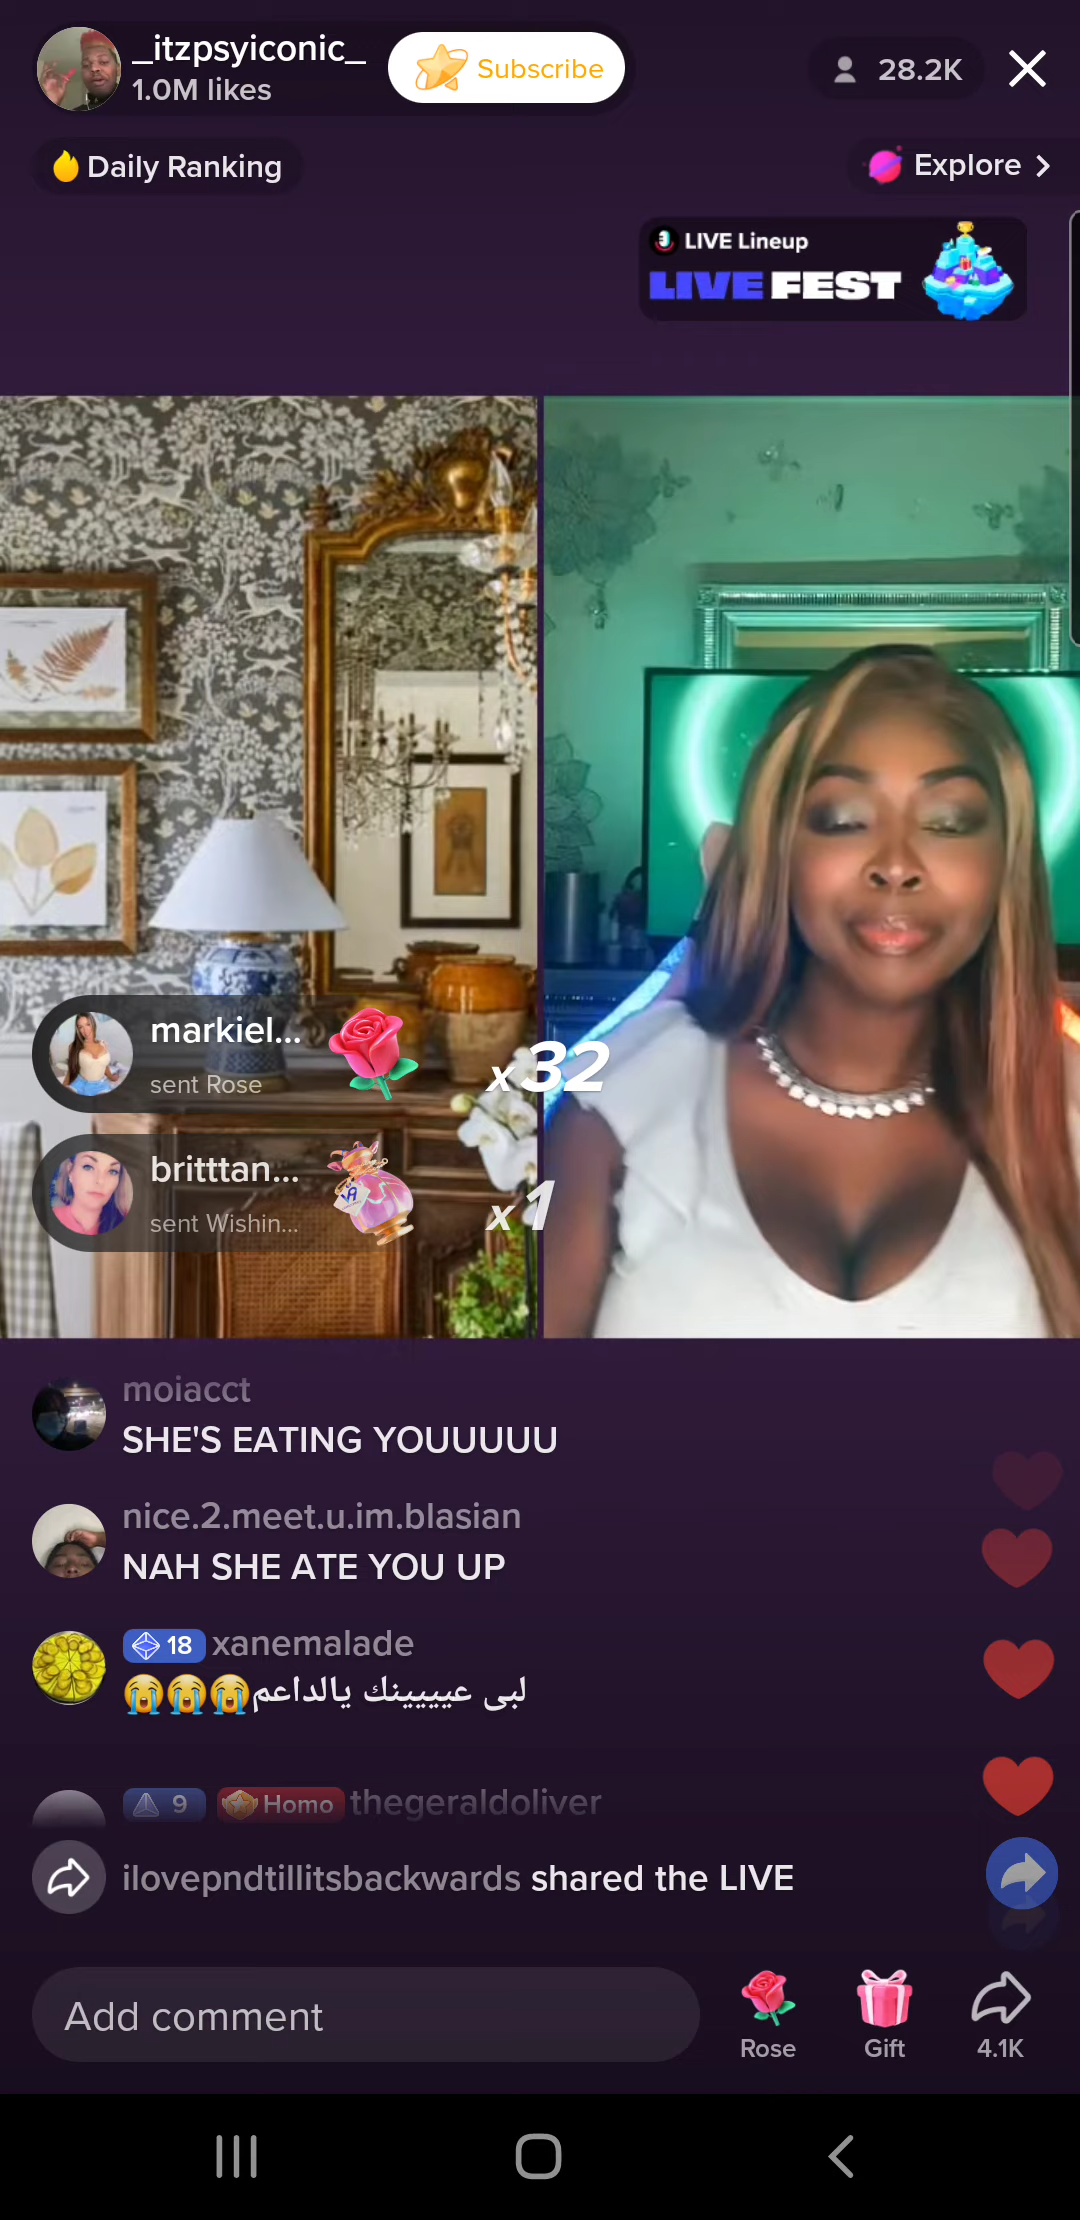 _itzpsyiconic_
1.0M likes
Subscribe
28.2K
Daily Ranking
Explore
LIVE Lineup
LIVE FEST
markiel...
sent Rose
x32
britttan...
sent Wishin...
x1
moiacct
SHE'S EATING YOUUUUU
nice.2.meet.u.im.blasian
NAH SHE ATE YOU UP
18 xanemalade
لبى عيييينك يالداعم😭😭😭
9 Homo thegeraldoliver
ilovepndtillitsbackwards shared the LIVE
Add comment
Rose
Gift
4.1K